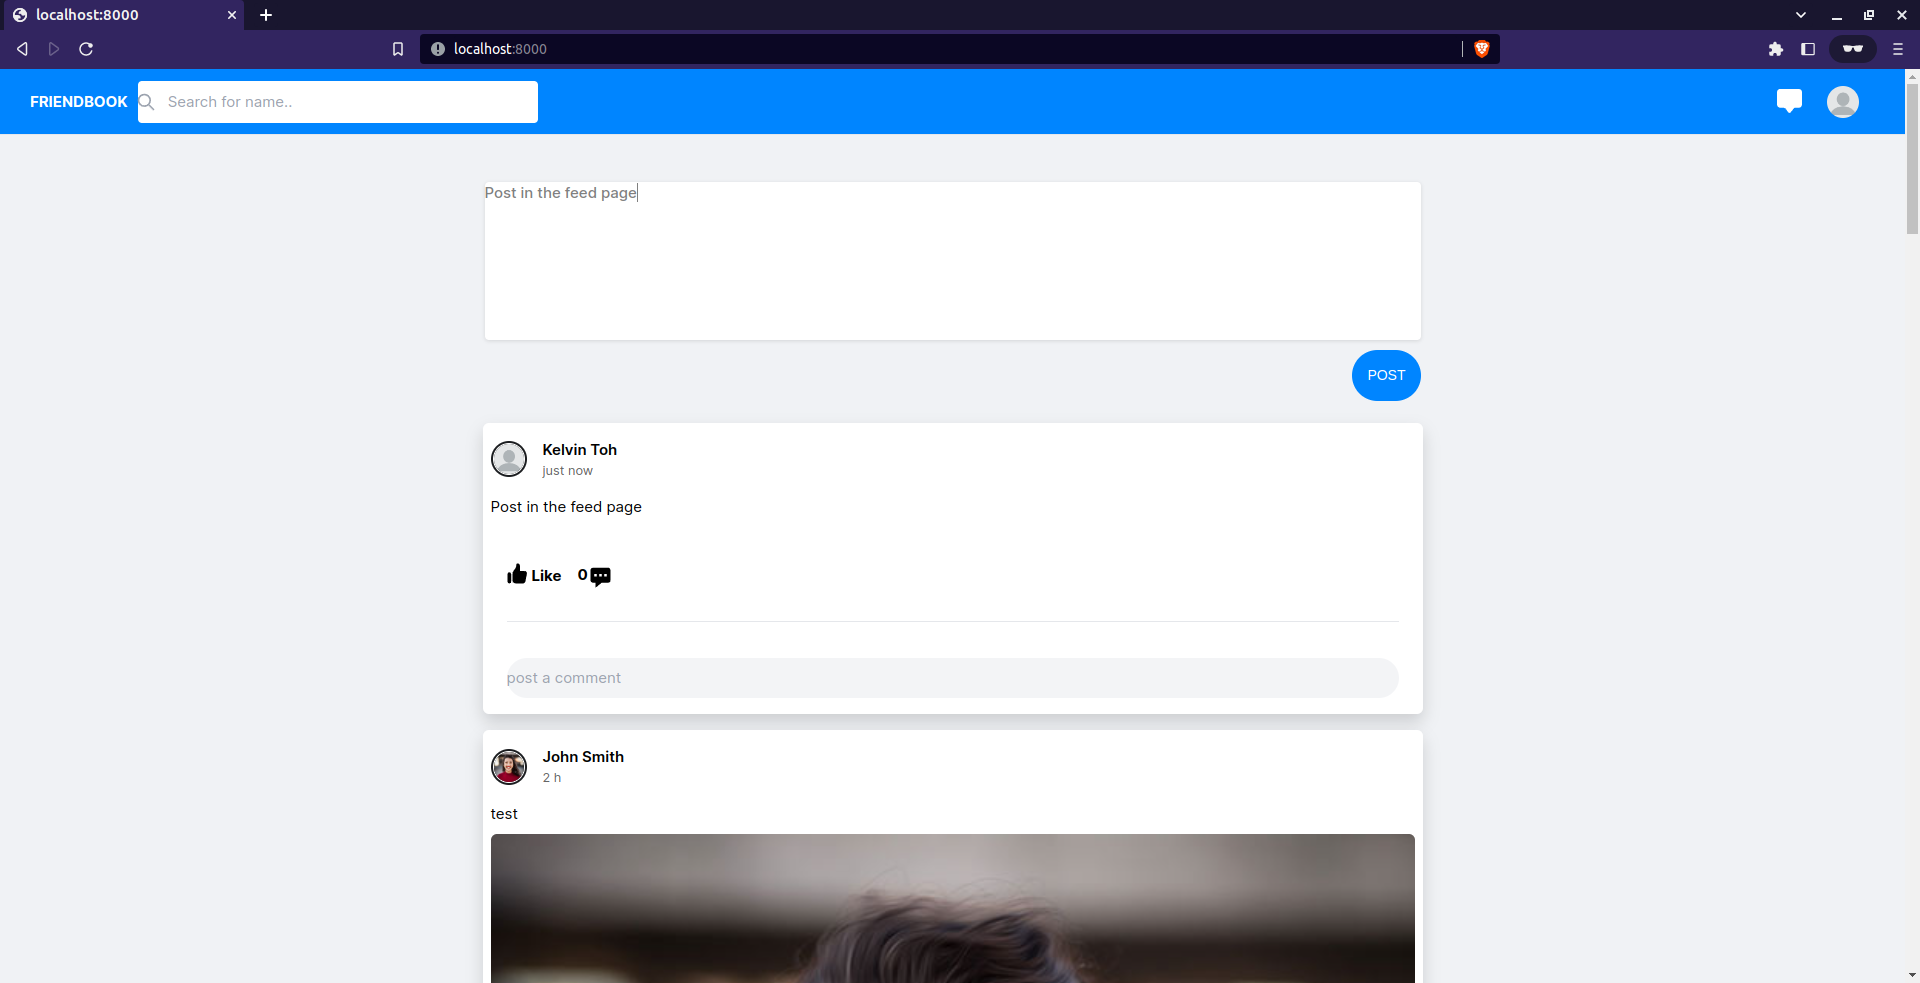 localhost:8000
localhost:8000
FRIENDBOOK
Search for name..
Post in the feed page
POST
Kelvin Toh
just now
Post in the feed page
Like 0
post a comment
John Smith
2 h
test